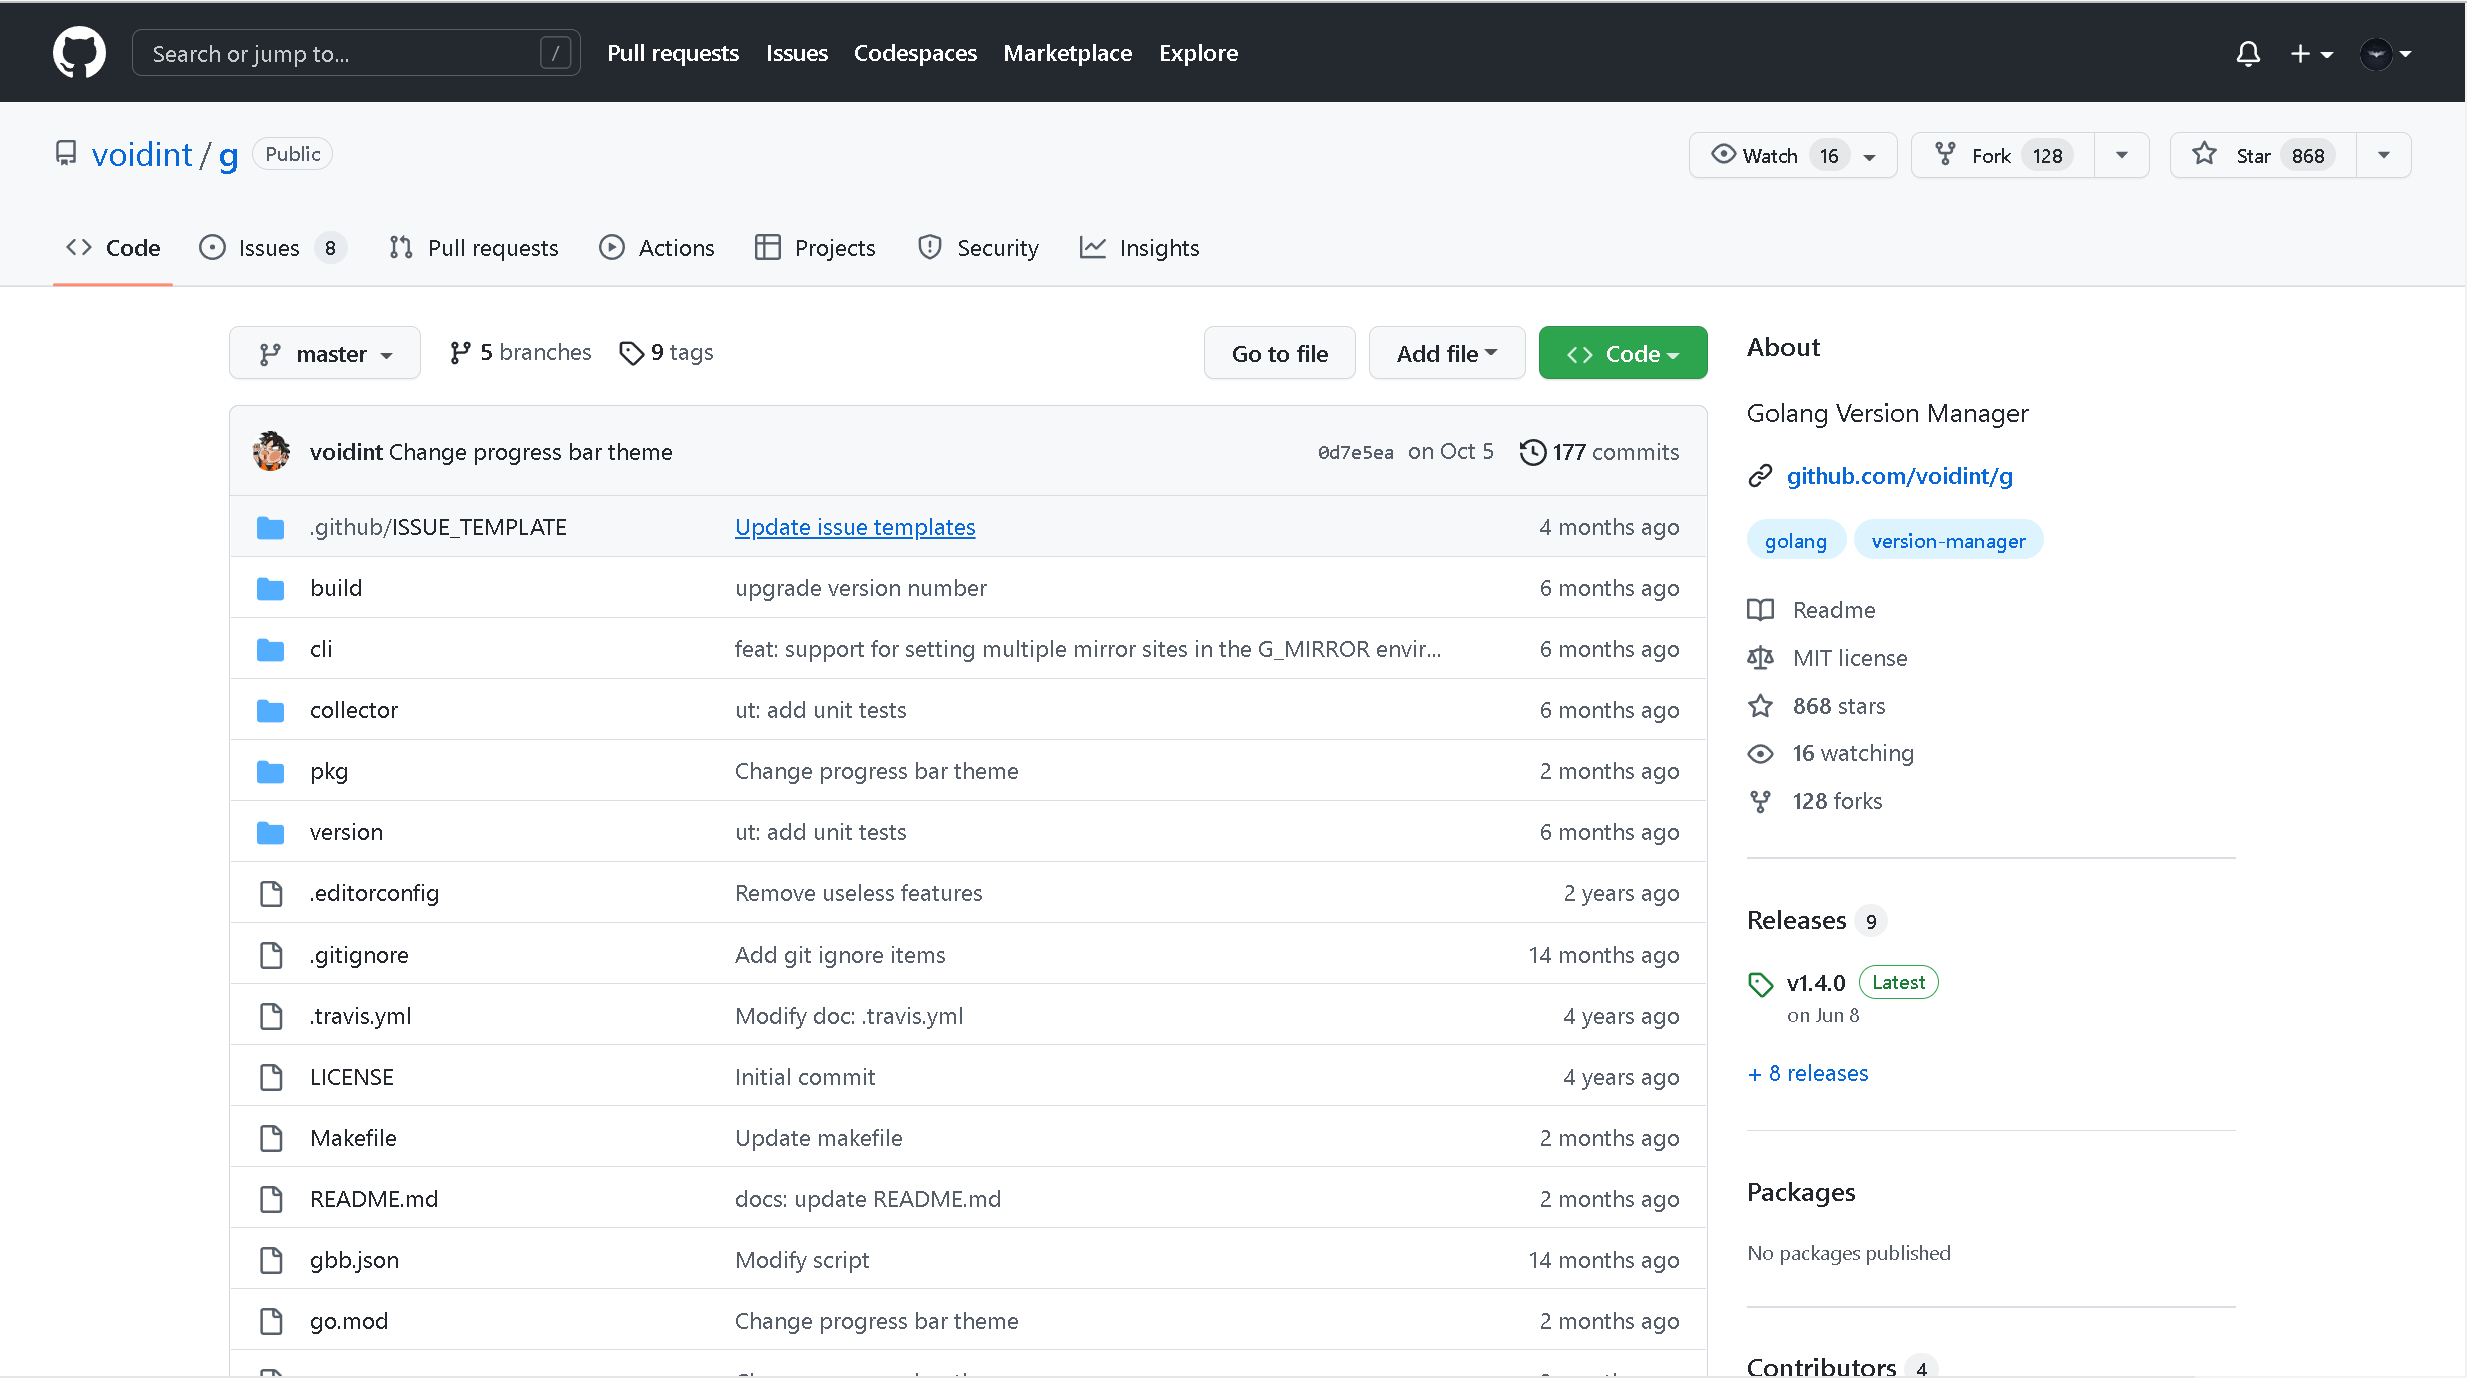 Search or jump to... / Pull requests Issues Codespaces Marketplace Explore
voidint / g Public Watch 16 Fork 128 Star 868
Code Issues 8 Pull requests Actions Projects Security Insights
master 5 branches 9 tags Go to file Add file Code
voidint Change progress bar theme 0d7e5ea on Oct 5 177 commits
.github/ISSUE_TEMPLATE Update issue templates 4 months ago
build upgrade version number 6 months ago
cli feat: support for setting multiple mirror sites in the G_MIRROR envir... 6 months ago
collector ut: add unit tests 6 months ago
pkg Change progress bar theme 2 months ago
version ut: add unit tests 6 months ago
.editorconfig Remove useless features 2 years ago
.gitignore Add git ignore items 14 months ago
.travis.yml Modify doc: .travis.yml 4 years ago
LICENSE Initial commit 4 years ago
Makefile Update makefile 2 months ago
README.md docs: update README.md 2 months ago
gbb.json Modify script 14 months ago
go.mod Change progress bar theme 2 months ago
About
Golang Version Manager
github.com/voidint/g
golang version-manager
Readme
MIT license
868 stars
16 watching
128 forks
Releases 9
v1.4.0 Latest
on Jun 8
+ 8 releases
Packages
No packages published
Contributors 4